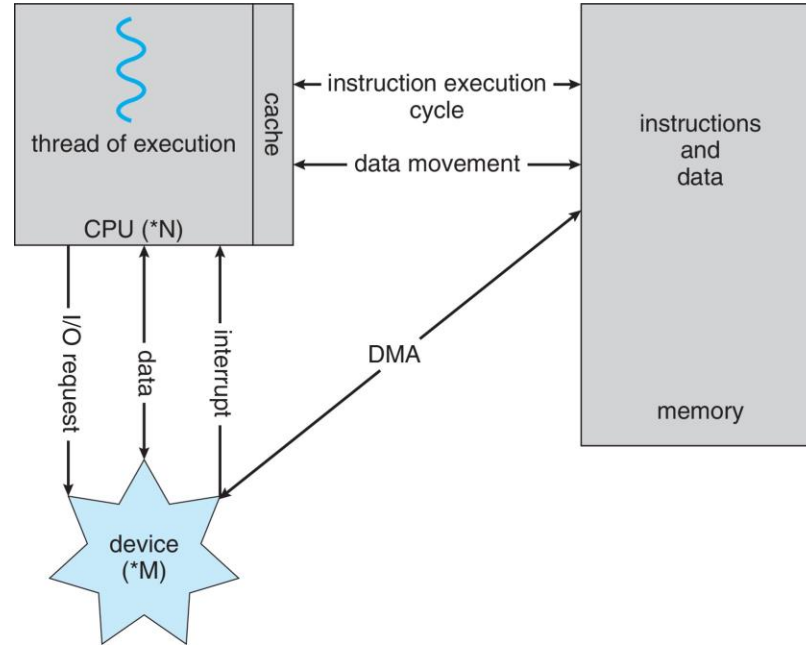 thread of execution
CPU (*N)
cache
instruction execution
cycle
data movement
instructions
and
data
memory
I/O request
data
interrupt
DMA
device
(*M)